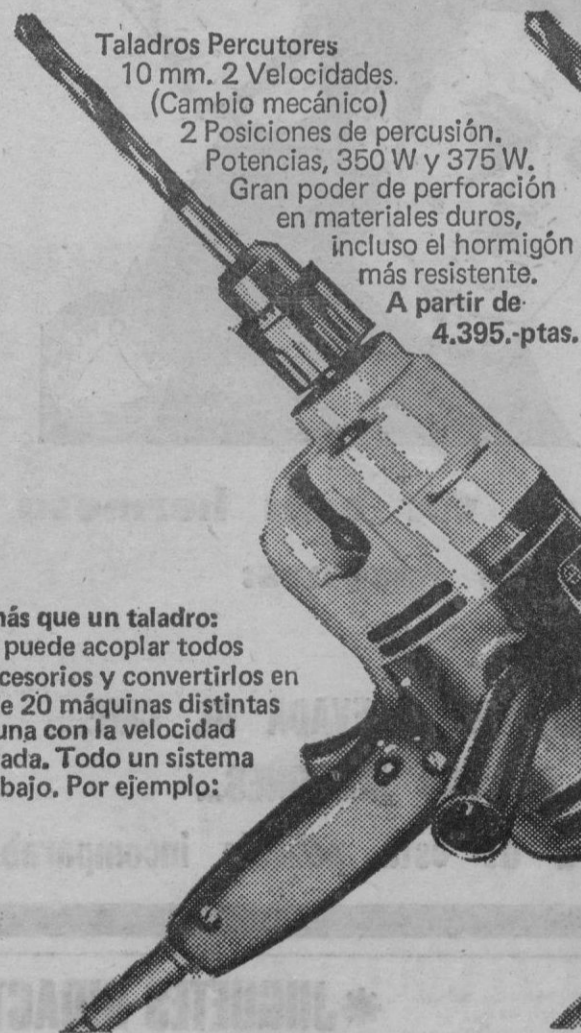 Taladros Percutores
10 mm. 2 Velocidades.
(Cambio mecánico)
2 Posiciones de percusión.
Potencias, 350 W y 375 W.
Gran poder de perforación
en materiales duros,
incluso el hormigón
más resistente.
A partir de
4.395.-ptas.
más que un taladro:
puede acoplar todos
cesorios y convertirlos en
e 20 máquinas distintas
una con la velocidad
ada. Todo un sistema
bajo. Por ejemplo: